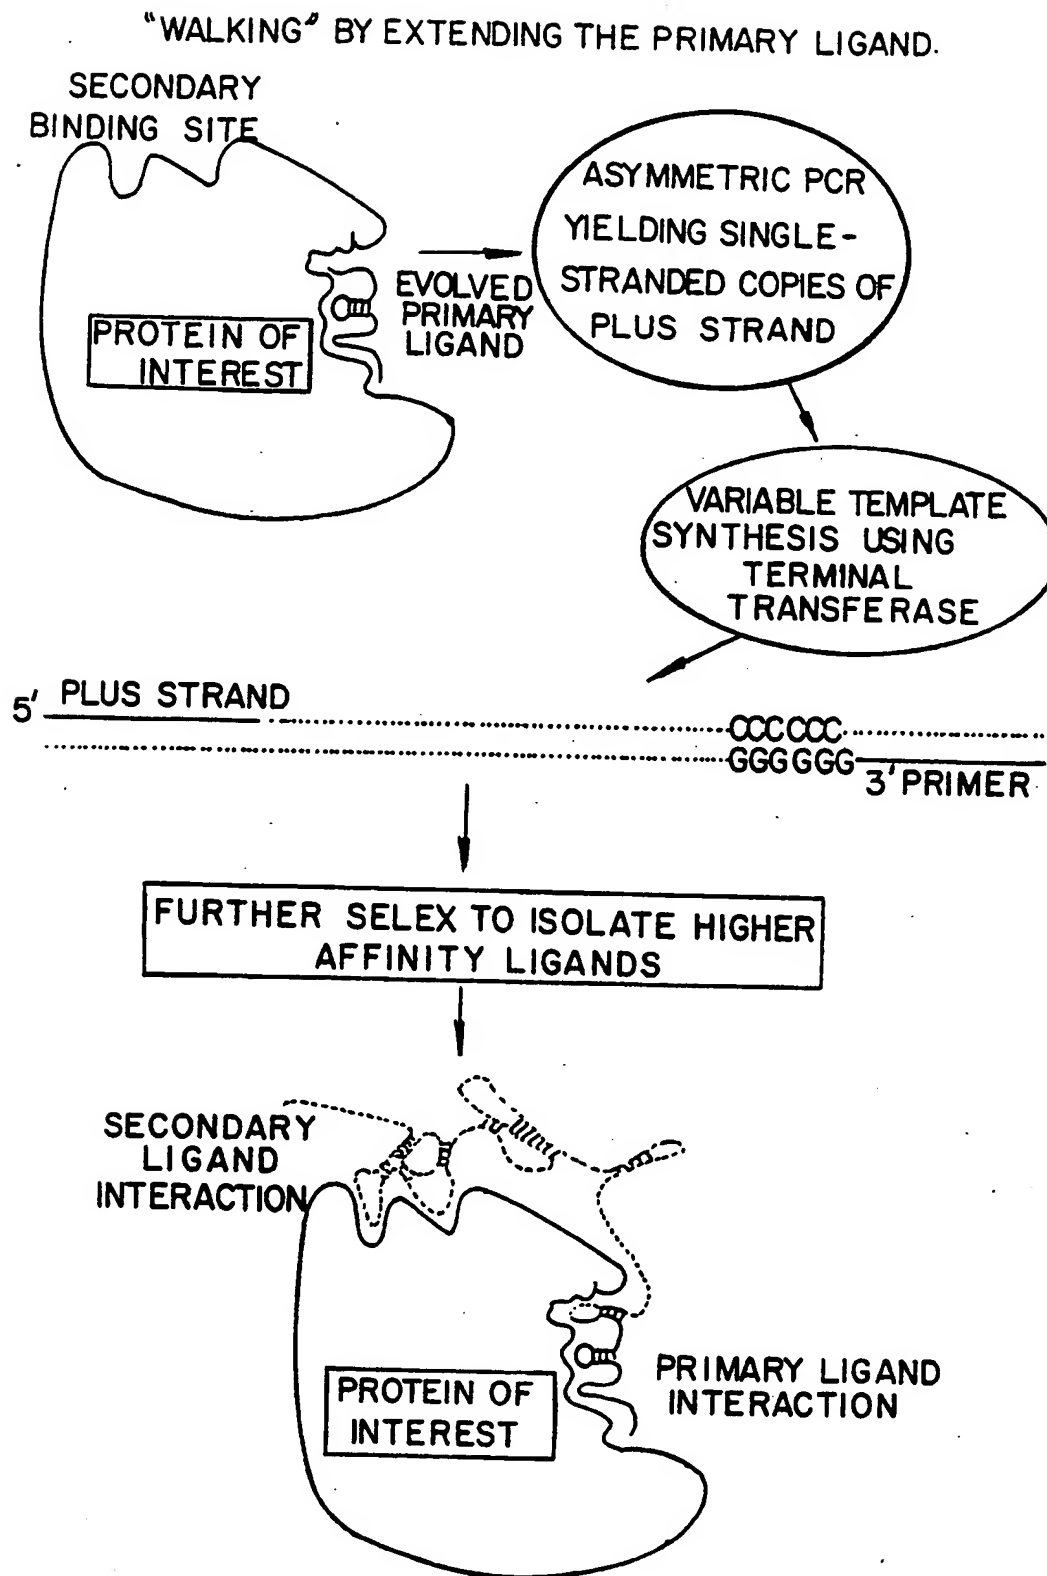 "WALKING" BY EXTENDING THE PRIMARY LIGAND.
SECONDARY
BINDING SITE
PROTEIN OF
INTEREST
EVOLVED
PRIMARY
LIGAND
ASYMMETRIC PCR
YIELDING SINGLE-
STRANDED COPIES OF
PLUS STRAND
VARIABLE TEMPLATE
SYNTHESIS USING
TERMINAL
TRANSFERASE
5' PLUS STRAND
CCCCCC
GGGGGG
3' PRIMER
FURTHER SELEX TO ISOLATE HIGHER
AFFINITY LIGANDS
SECONDARY
LIGAND
INTERACTION
PROTEIN OF
INTEREST
PRIMARY LIGAND
INTERACTION